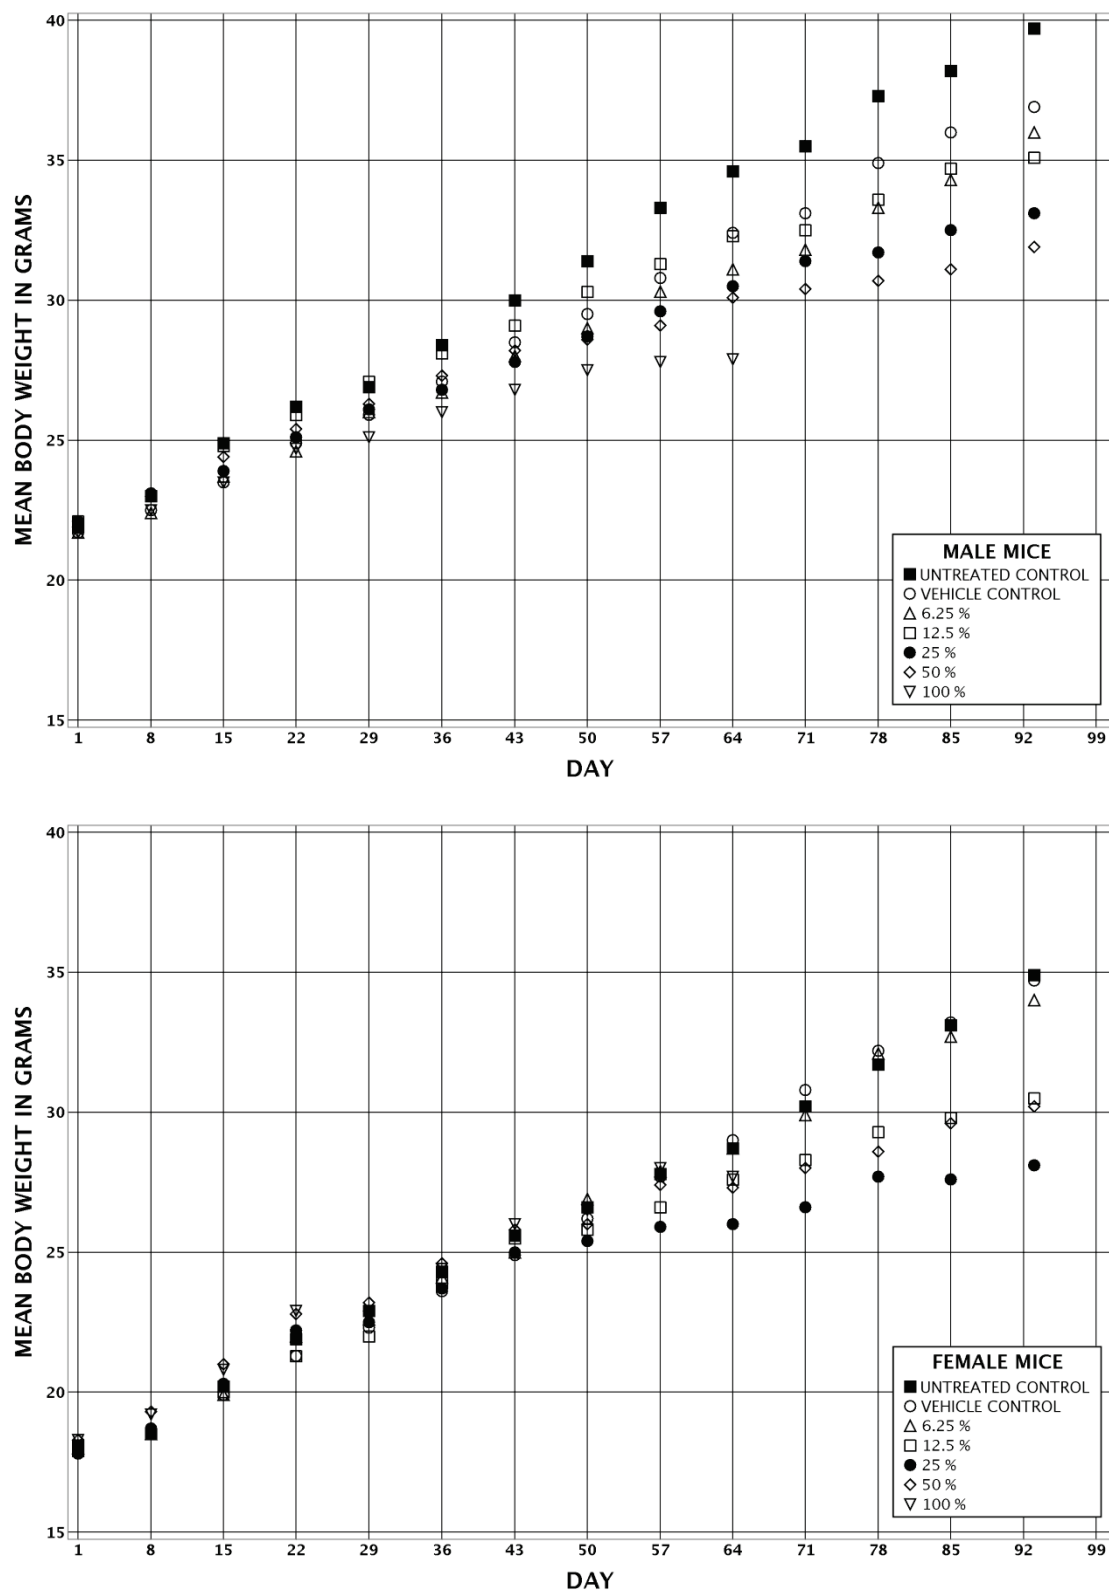 40
35
30
25
20
15
MEAN BODY WEIGHT IN GRAMS
MALE MICE
UNTREATED CONTROL
VEHICLE CONTROL
6.25 %
12.5 %
25 %
50 %
100 %
1 8 15 22 29 36 43 50 57 64 71 78 85 92 99
DAY
40
35
30
25
20
15
MEAN BODY WEIGHT IN GRAMS
FEMALE MICE
UNTREATED CONTROL
VEHICLE CONTROL
6.25 %
12.5 %
25 %
50 %
100 %
1 8 15 22 29 36 43 50 57 64 71 78 85 92 99
DAY